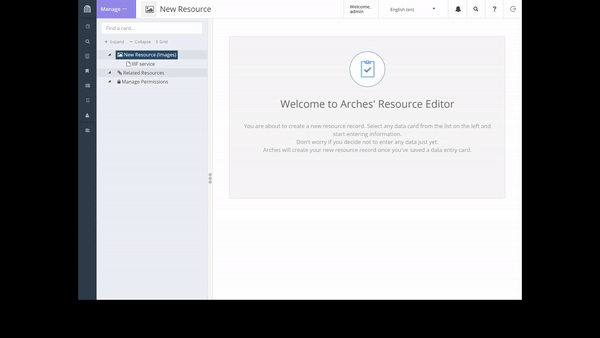 Manage
New Resource
Welcome,
admin
English (en)
?
Find a card...
+ Expand
− Collapse
Grid
New Resource (Images)
IIIF service
Related Resources
Manage Permissions
Welcome to Arches' Resource Editor
You are about to create a new resource record. Select any data card from the list on the left and
start entering information.
Don't worry if you decide not to enter any data just yet.
Arches will create your new resource record once you've saved a data entry card.